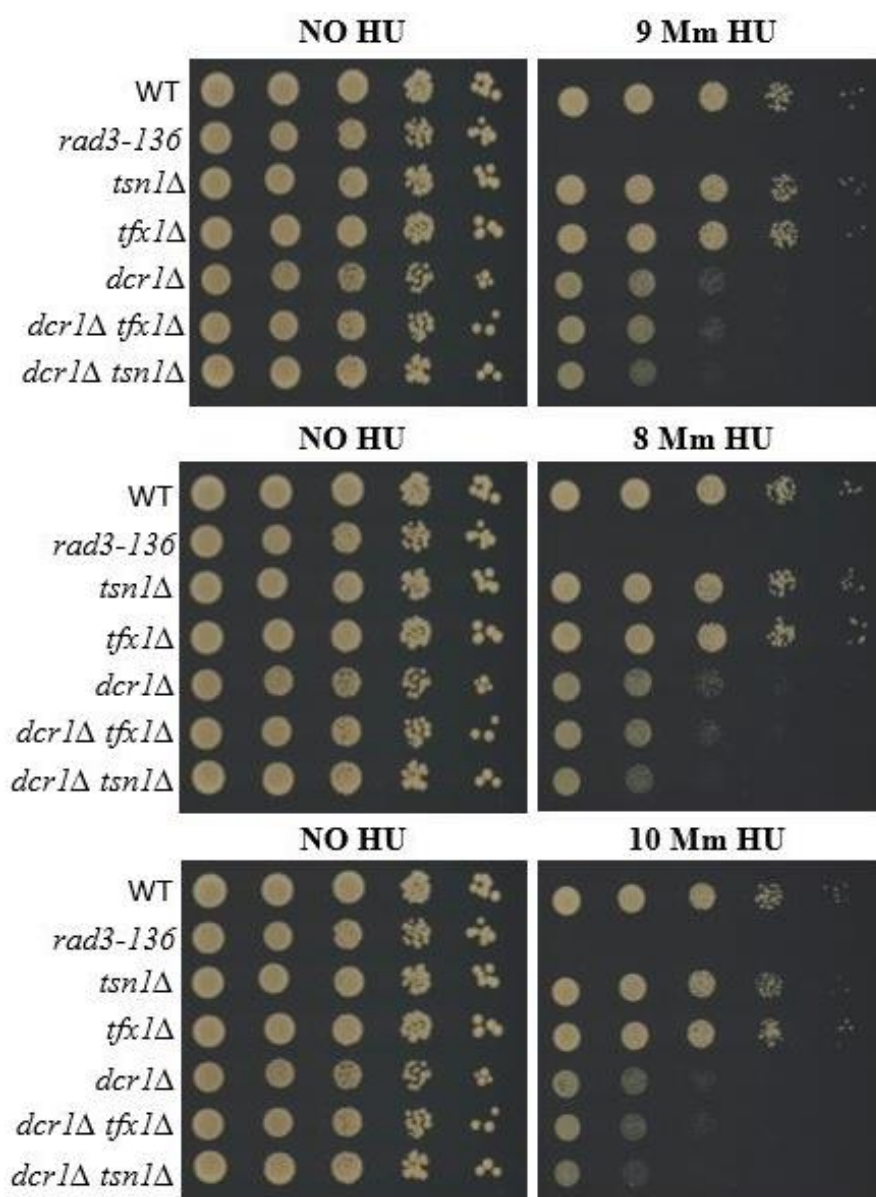 NO HU 9 Mm HU
WT
rad3-136
tsn1Δ
tfx1Δ
dcr1Δ
dcr1Δ tfx1Δ
dcr1Δ tsn1Δ
NO HU 8 Mm HU
WT
rad3-136
tsn1Δ
tfx1Δ
dcr1Δ
dcr1Δ tfx1Δ
dcr1Δ tsn1Δ
NO HU 10 Mm HU
WT
rad3-136
tsn1Δ
tfx1Δ
dcr1Δ
dcr1Δ tfx1Δ
dcr1Δ tsn1Δ